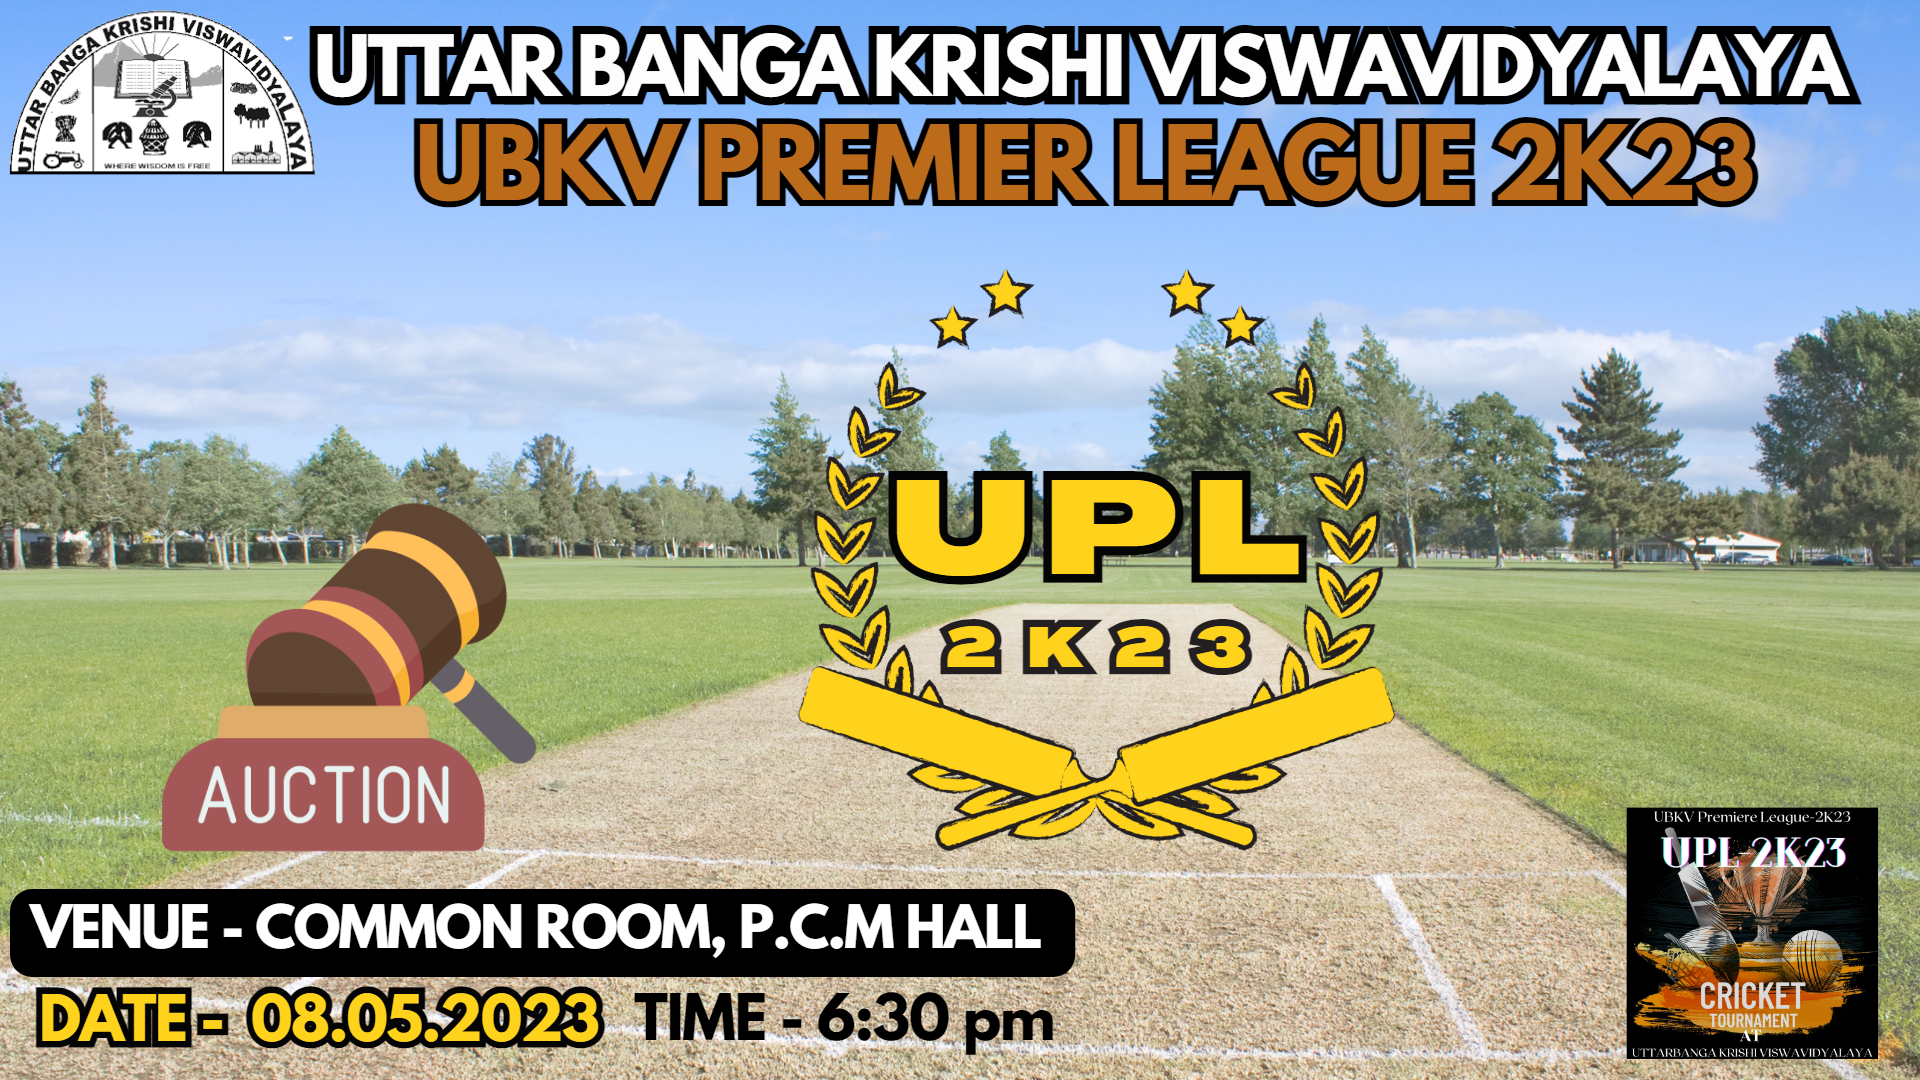 UTTAR BANGA KRISHI VISWAVIDYALAYA
WHERE WISDOM IS FREE
UTTAR BANGA KRISHI VISWAVIDYALAYA
UBKV PREMIER LEAGUE 2K23
UPL
2K23
AUCTION
VENUE - COMMON ROOM, P.C.M HALL
DATE - 08.05.2023 TIME - 6:30 pm
UBKV Premiere League-2K23
UPL-2K23
CRICKET
TOURNAMENT
AT
UTTARBANGA KRISHI VISWAVIDYALAYA